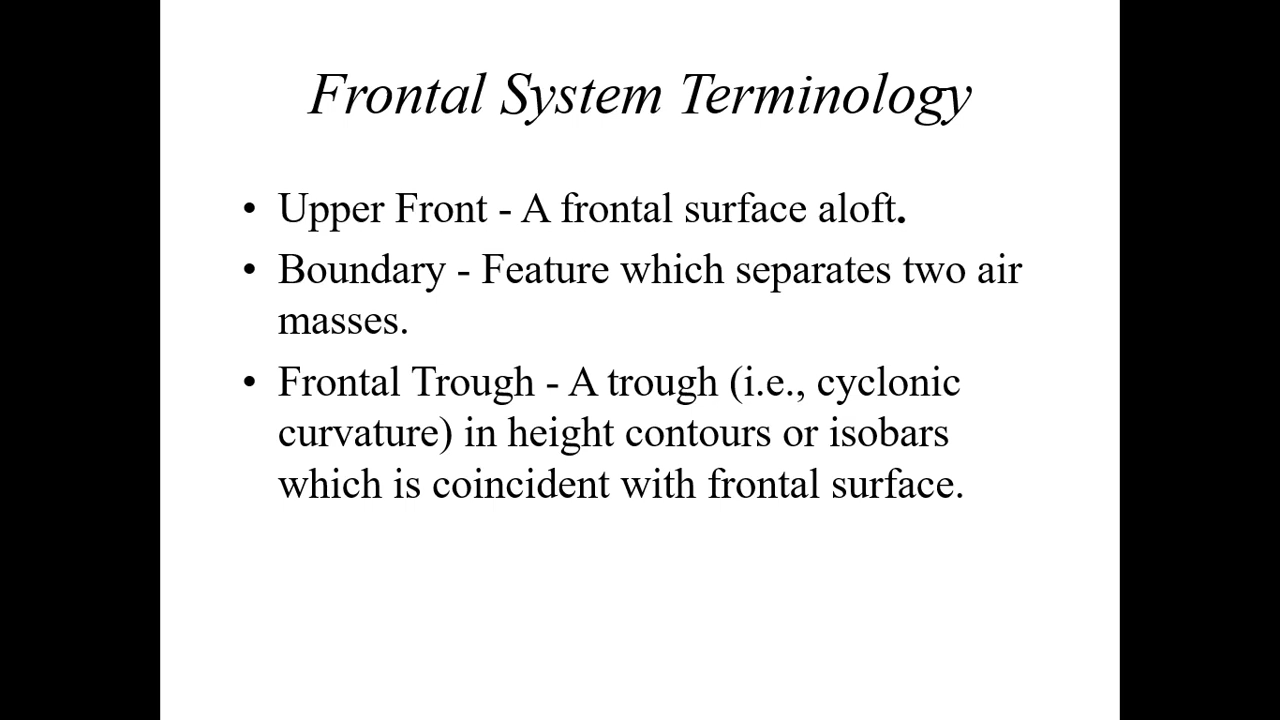 Frontal System Terminology
• Upper Front - A frontal surface aloft.
• Boundary - Feature which separates two air
masses.
• Frontal Trough - A trough (i.e., cyclonic
curvature) in height contours or isobars
which is coincident with frontal surface.